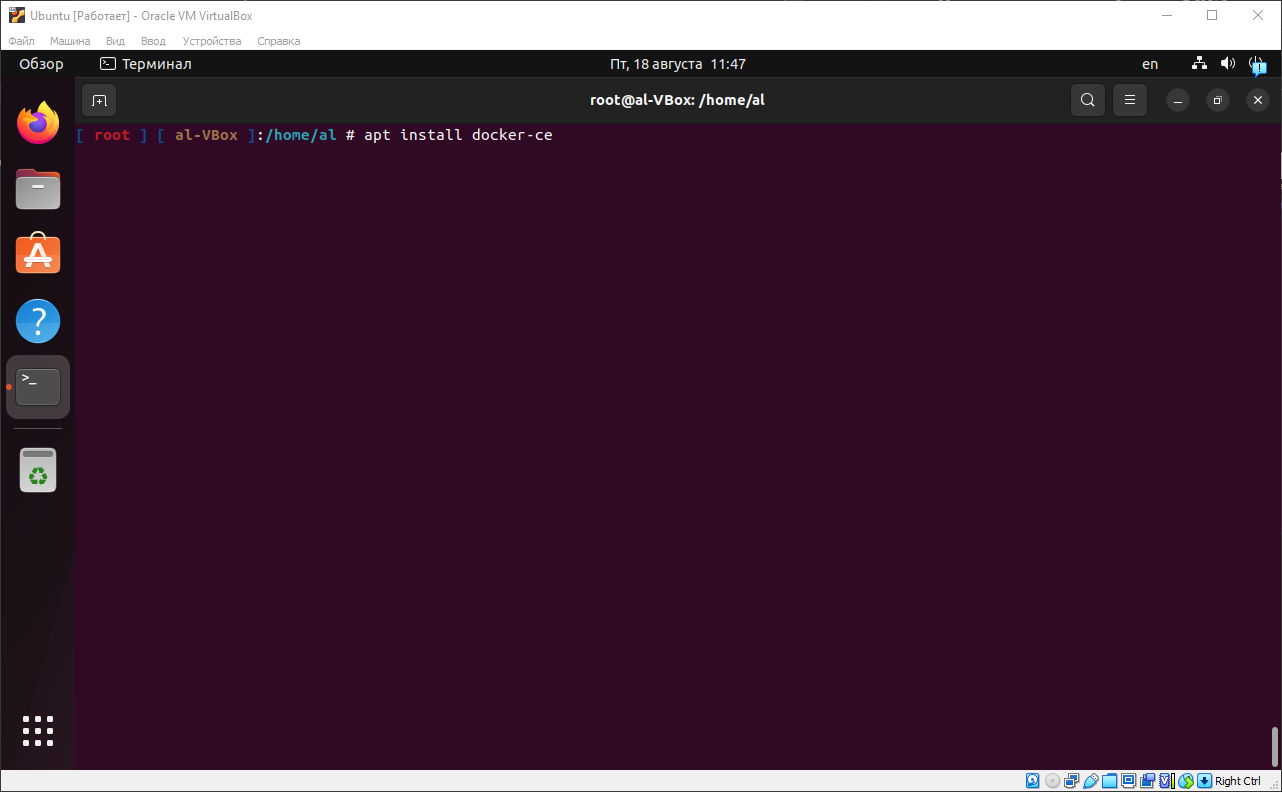 Ubuntu [Работает] - Oracle VM VirtualBox
Файл Машина Вид Ввод Устройства Справка
Обзор Терминал Пт, 18 августа 11:47 en
root@al-VBox: /home/al
[ root ] [ al-VBox ]:/home/al # apt install docker-ce
Right Ctrl